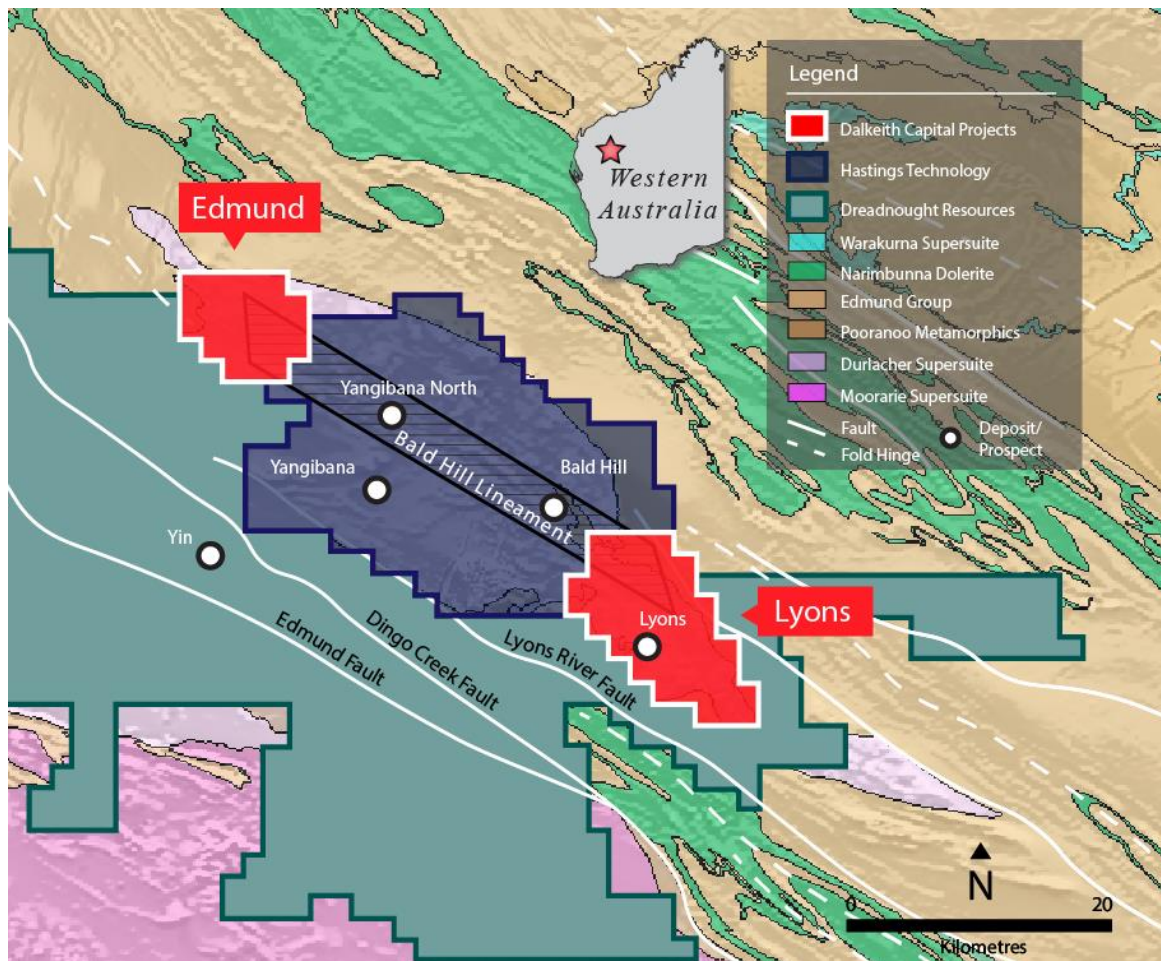 Legend
Dalkeith Capital Projects
Hastings Technology
Dreadnought Resources
Warakurna Supersuite
Narimbunna Dolerite
Edmund Group
Pooranoo Metamorphics
Durlacher Supersuite
Moorarie Supersuite
Fault
Fold Hinge
Deposit/
Prospect
Western
Australia
Edmund
Yangibana North
Bald Hill Lineament
Bald Hill
Yangibana
Yin
Lyons
Lyons
Edmund Fault
Dingo Creek Fault
Lyons River Fault
N
0
20
Kilometres